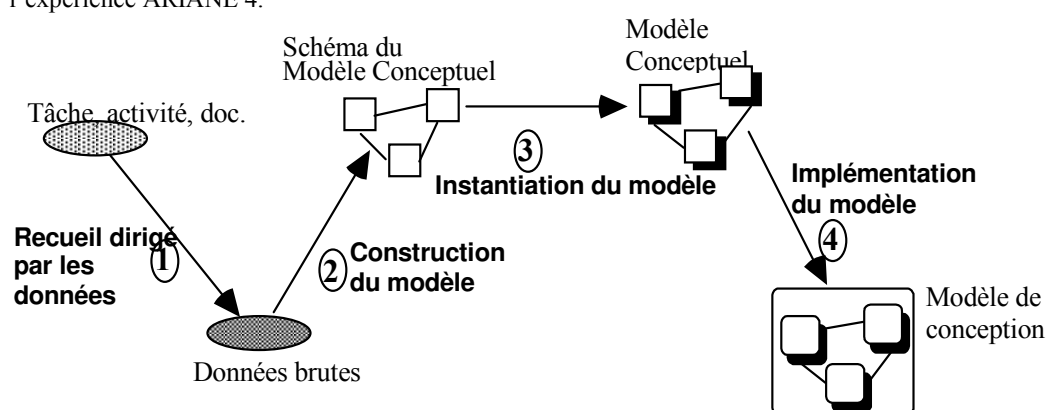 l'expérience ARIANE 4.
Schéma du
Modèle Conceptuel
Modèle
Conceptuel
Tâche, activité, doc.
3
Instantiation du modèle
Implémentation
du modèle
4
Recueil dirigé
par les
données
1
2
Construction
du modèle
Données brutes
Modèle de
conception